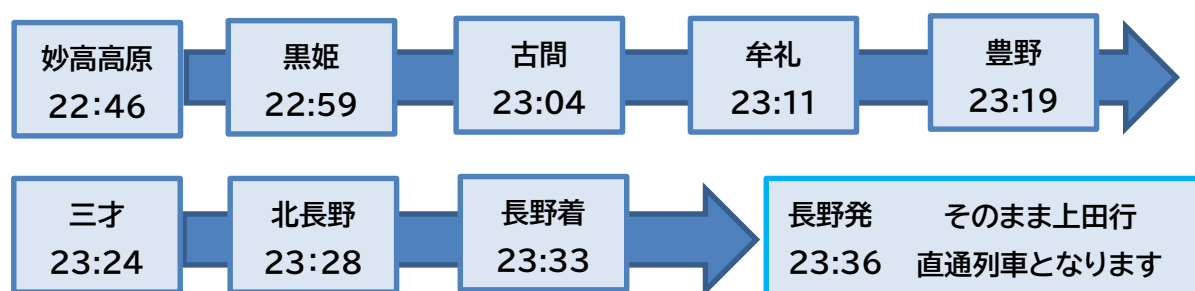 妙高高原 黒姫 古間 牟礼 豊野
22：46 22:59 23:04 23:11 23:19
三才 北長野 長野着 長野発 そのまま上田行
23:24 23：28 23:33 23:36 直通列車となります